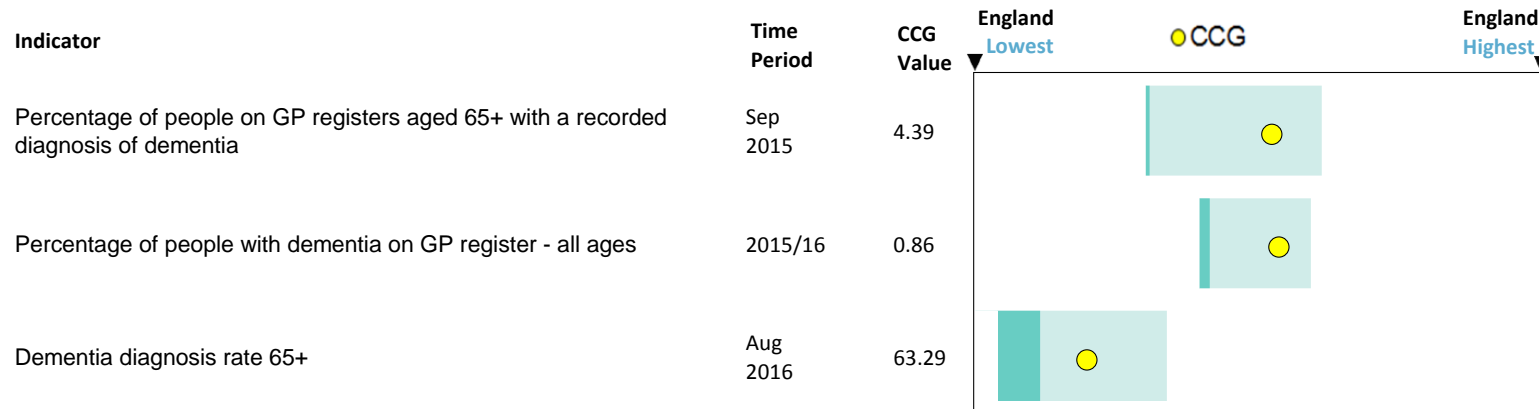 Indicator
Time
Period
CCG
Value
England
Lowest
CCG
England
Highest
Percentage of people on GP registers aged 65+ with a recorded
diagnosis of dementia
Sep
2015
4.39
Percentage of people with dementia on GP register - all ages
2015/16
0.86
Dementia diagnosis rate 65+
Aug
2016
63.29